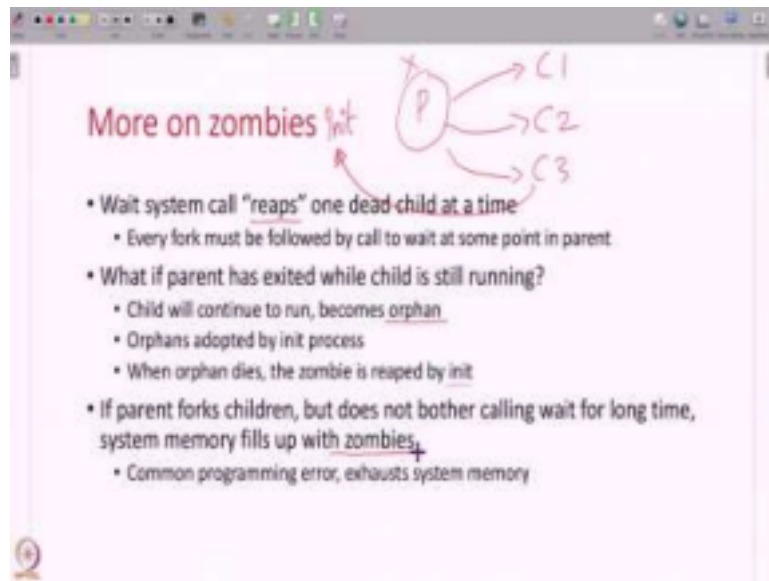 More on zombies Init
P
C1
C2
C3
• Wait system call “reaps” one dead child at a time
• Every fork must be followed by call to wait at some point in parent
• What if parent has exited while child is still running?
• Child will continue to run, becomes orphan
• Orphans adopted by init process
• When orphan dies, the zombie is reaped by init
• If parent forks children, but does not bother calling wait for long time,
system memory fills up with zombies
• Common programming error, exhausts system memory